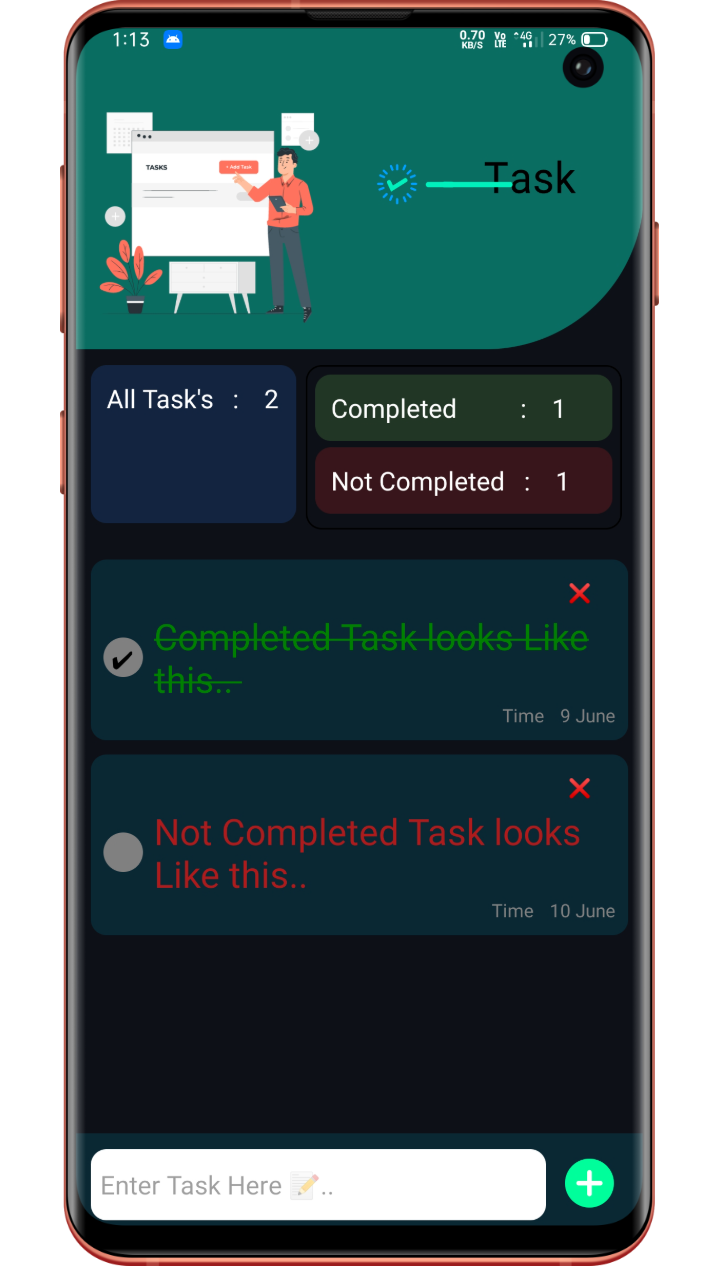 1:13
0.70 KB/S Vo LTE 4G 27%
TASKS
+ Add Task
Task
All Task's : 2
Completed : 1
Not Completed : 1
Completed Task looks Like
this..
Time 9 June
Not Completed Task looks
Like this..
Time 10 June
Enter Task Here 📝..